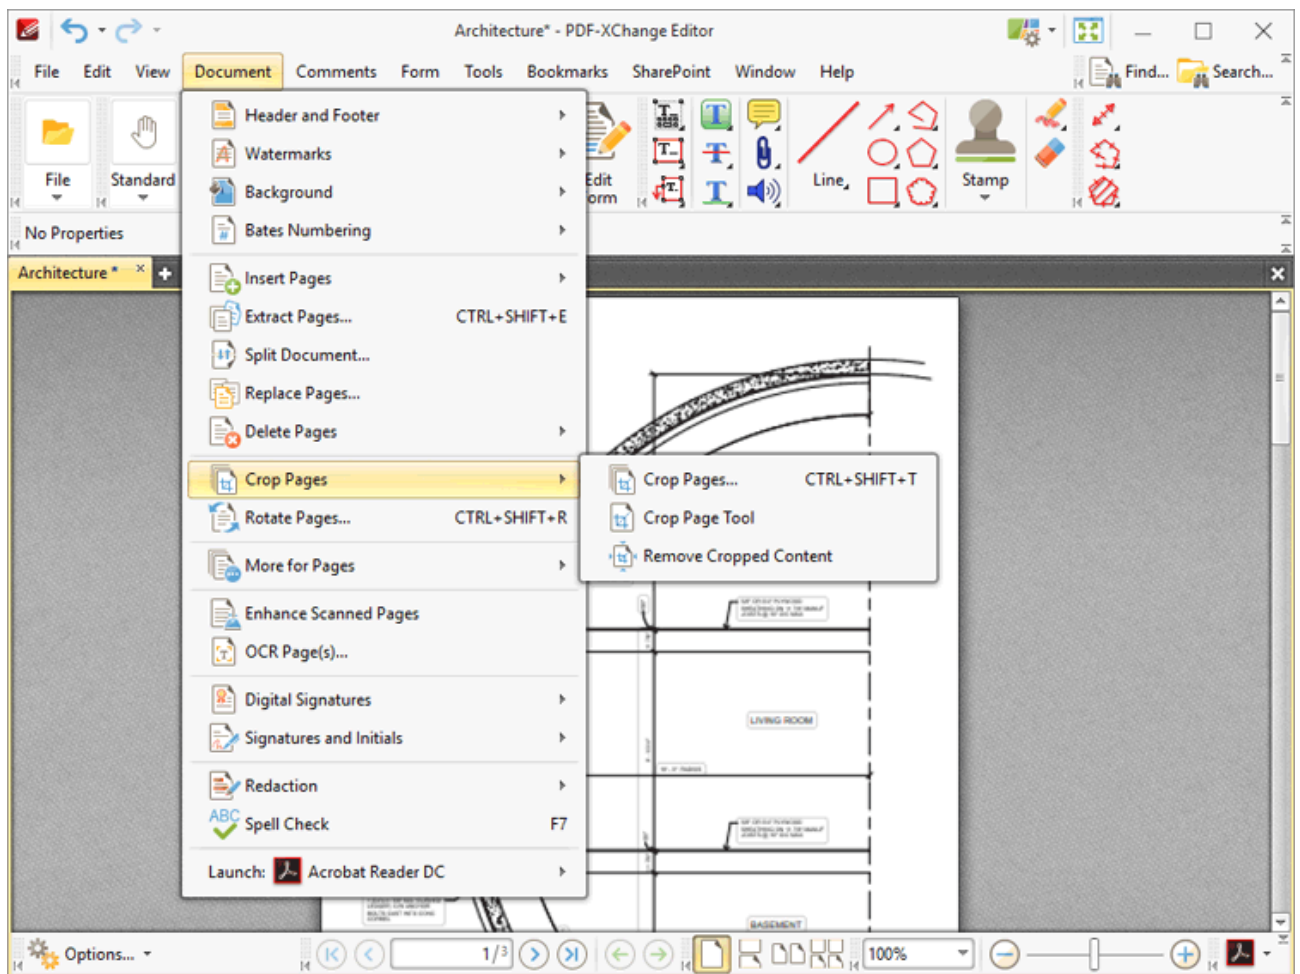 Architecture* - PDF-XChange Editor
File Edit View Document Comments Form Tools Bookmarks SharePoint Window Help Find... Search...
File
Standard
Edit
orm
Line
Stamp
No Properties
Architecture *
Header and Footer
Watermarks
Background
Bates Numbering
Insert Pages
Extract Pages... CTRL+SHIFT+E
Split Document...
Replace Pages...
Delete Pages
Crop Pages
Rotate Pages... CTRL+SHIFT+R
More for Pages
Enhance Scanned Pages
OCR Page(s)...
Digital Signatures
Signatures and Initials
Redaction
ABC
Spell Check F7
Launch: Acrobat Reader DC
Crop Pages... CTRL+SHIFT+T
Crop Page Tool
Remove Cropped Content
LIVING ROOM
BASEMENT
Options... 1/3 100%